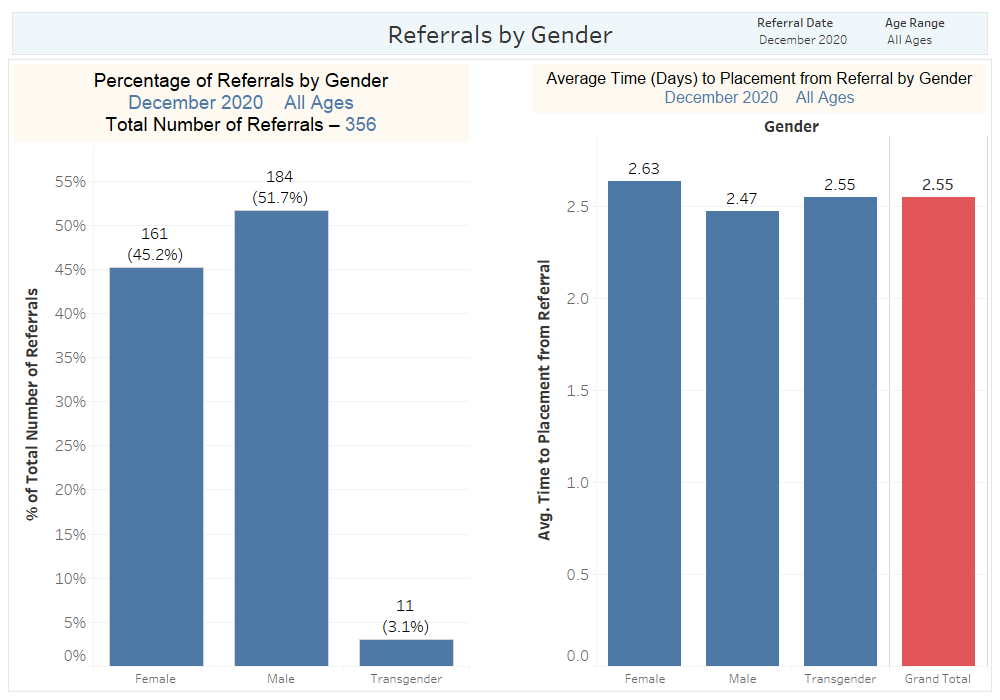 Referrals by Gender
Referral Date
December 2020
Age Range
All Ages
Percentage of Referrals by Gender
December 2020 All Ages
Total Number of Referrals – 356
% of Total Number of Referrals
55%
50%
45%
40%
35%
30%
25%
20%
15%
10%
5%
0%
161
(45.2%)
184
(51.7%)
11
(3.1%)
Female
Male
Transgender
Average Time (Days) to Placement from Referral by Gender
December 2020 All Ages
Gender
Avg. Time to Placement from Referral
2.5
2.0
1.5
1.0
0.5
0.0
2.63
2.47
2.55
2.55
Female
Male
Transgender
Grand Total